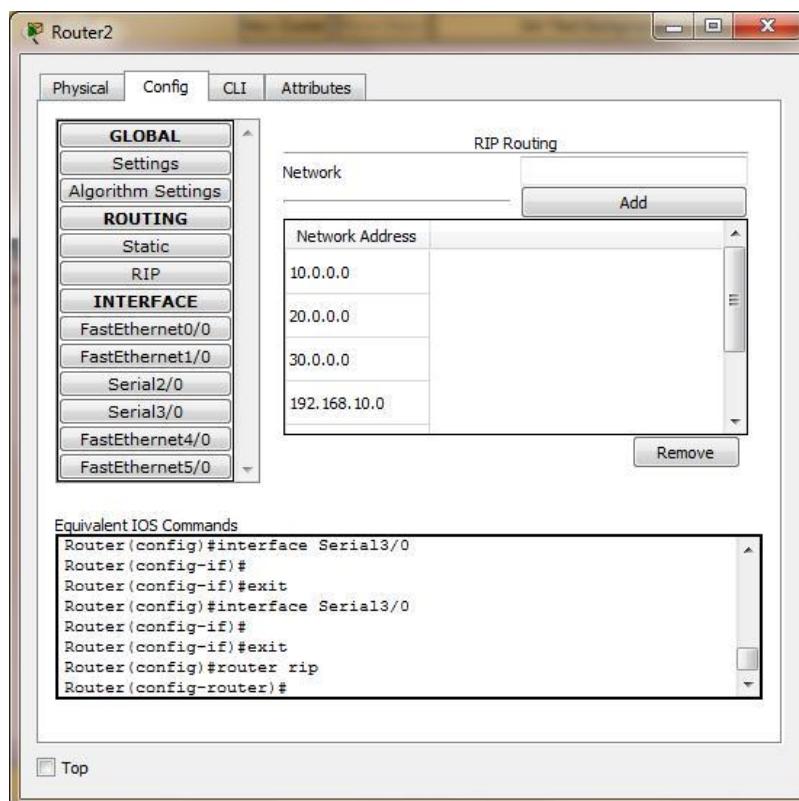 Router2
Physical Config CLI Attributes
GLOBAL
Settings
Algorithm Settings
ROUTING
Static
RIP
INTERFACE
FastEthernet0/0
FastEthernet1/0
Serial2/0
Serial3/0
FastEthernet4/0
FastEthernet5/0
RIP Routing
Network
Add
Network Address
10.0.0.0
20.0.0.0
30.0.0.0
192.168.10.0
Remove
Equivalent IOS Commands
Router(config)#interface Serial3/0
Router(config-if)#
Router(config-if)#exit
Router(config)#interface Serial3/0
Router(config-if)#
Router(config-if)#exit
Router(config)#router rip
Router(config-router)#
Top